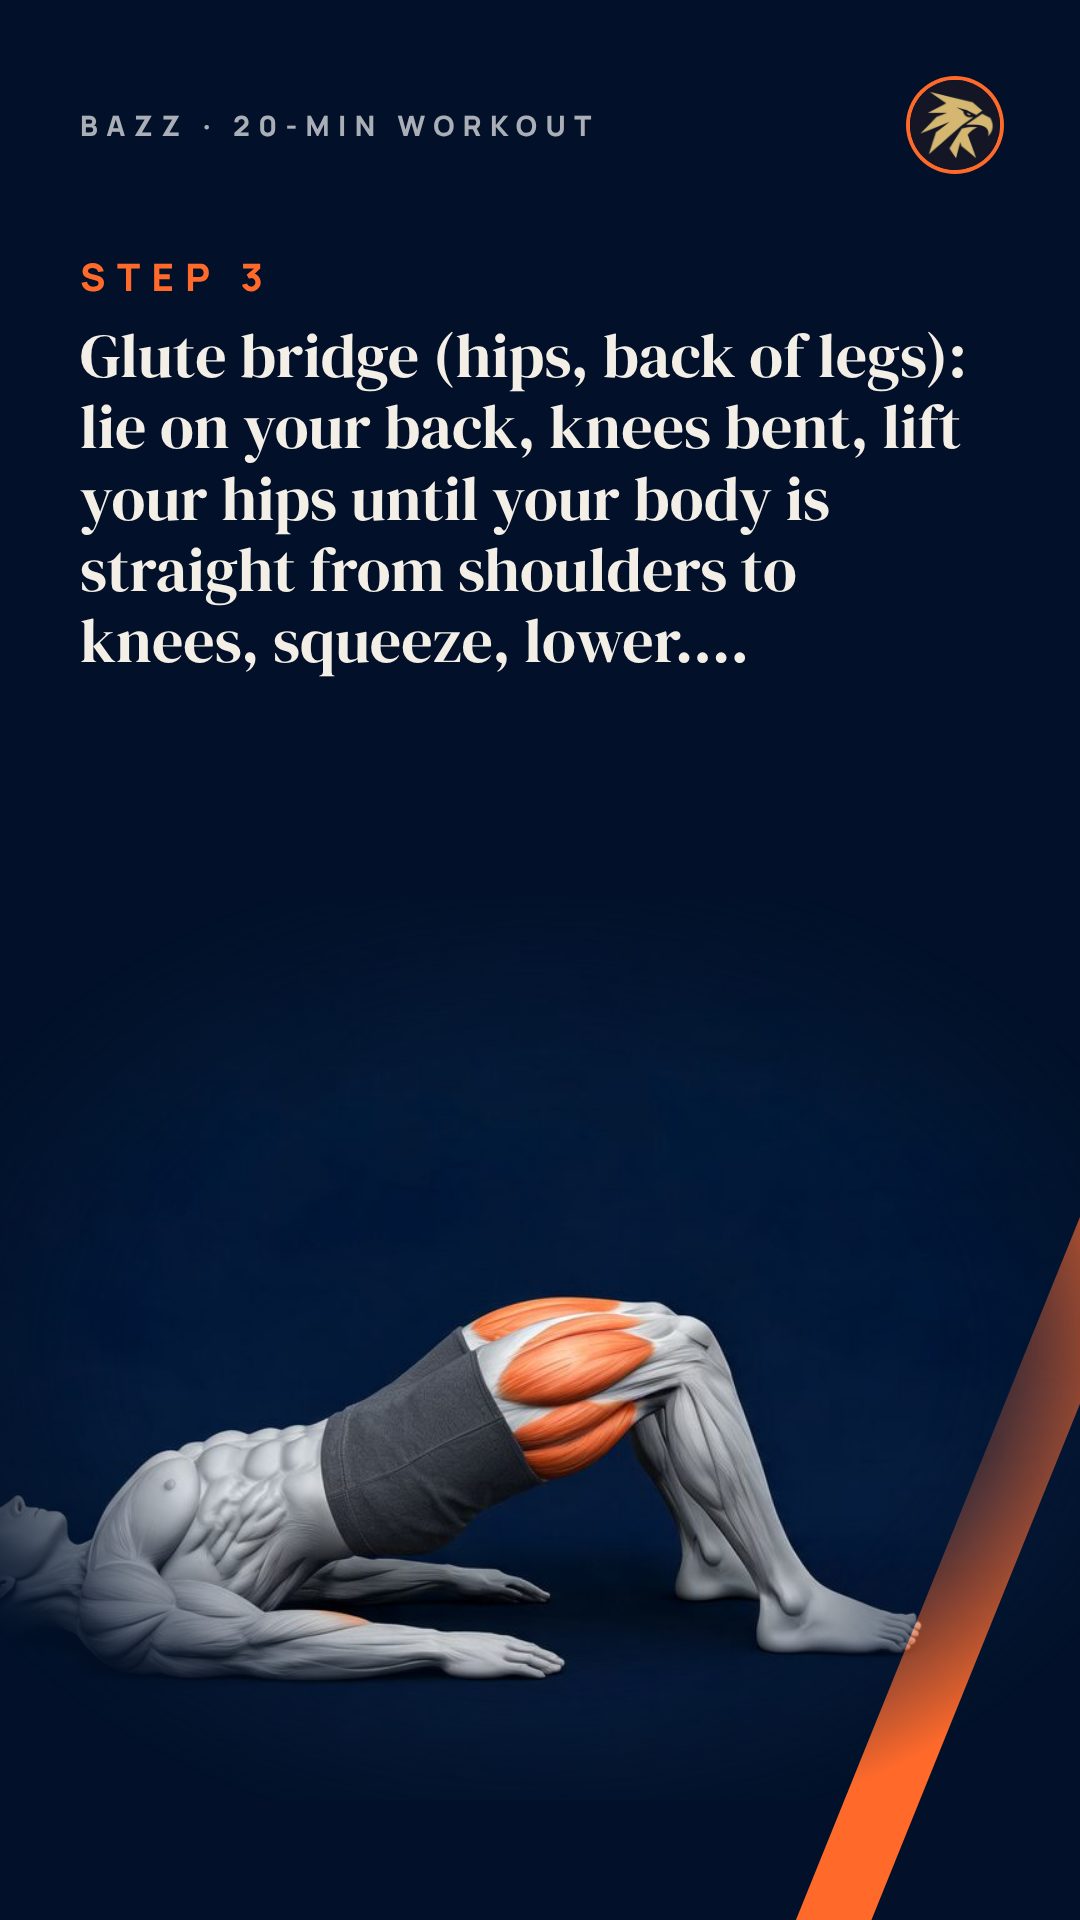 BAZZ · 20-MIN WORKOUT
STEP 3
Glute bridge (hips, back of legs):
lie on your back, knees bent, lift
your hips until your body is
straight from shoulders to
knees, squeeze, lower....